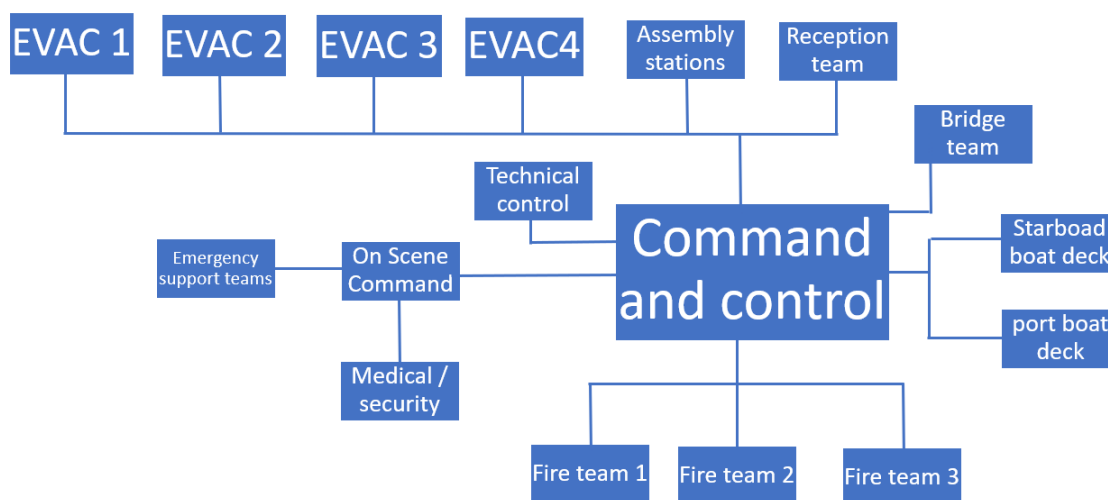 EVAC 1
EVAC 2
EVAC 3
EVAC4
Assembly
stations
Reception
team
Bridge
team
Technical
control
Command
and control
Starboad
boat deck
Emergency
support teams
On Scene
Command
port boat
deck
Medical /
security
Fire team 1
Fire team 2
Fire team 3